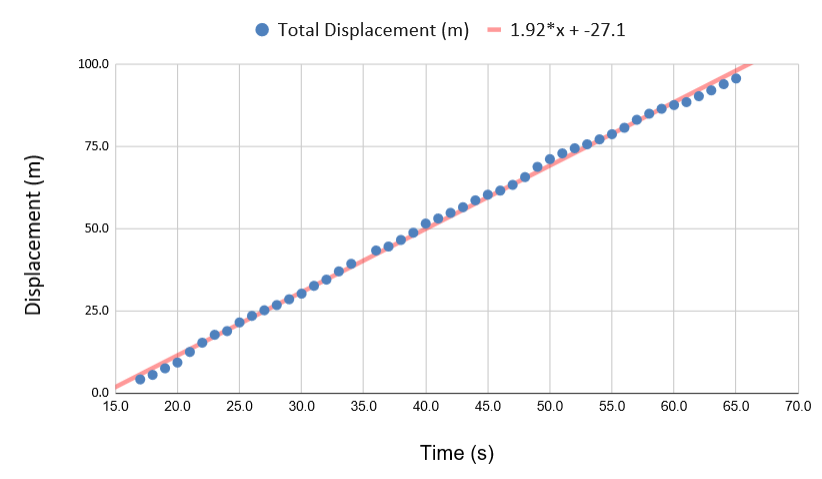 Total Displacement (m) 1.92*x + -27.1
100.0
75.0
50.0
25.0
0.0
Displacement (m)
15.0 20.0 25.0 30.0 35.0 40.0 45.0 50.0 55.0 60.0 65.0 70.0
Time (s)